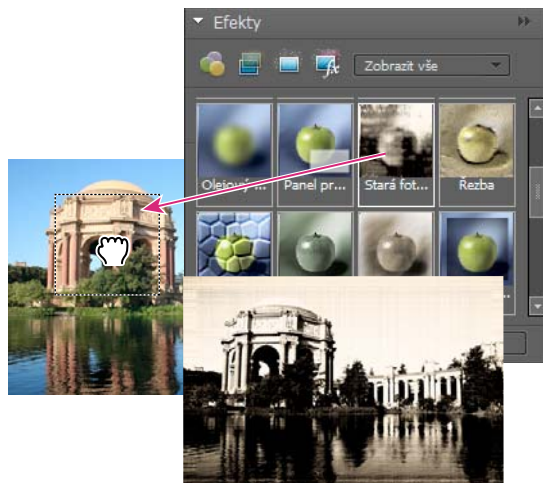 Efekty
Zobrazit vše
Olejový ...
Panel pr...
Stará fot...
Řezba